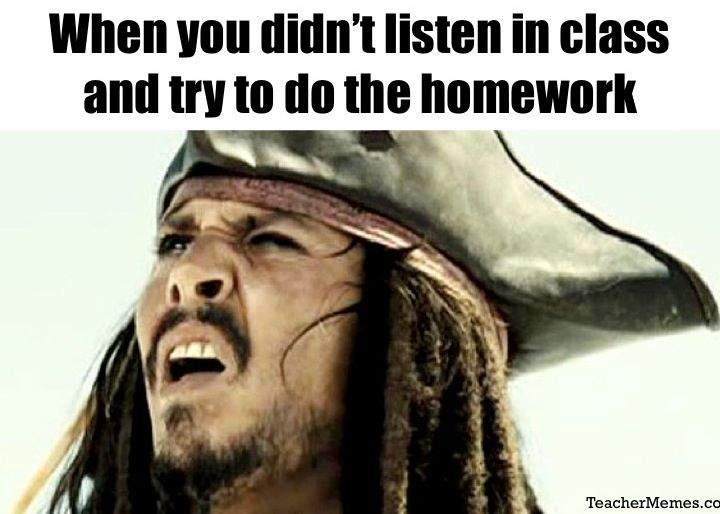 When you didn't listen in class
and try to do the homework
TeacherMemes.co